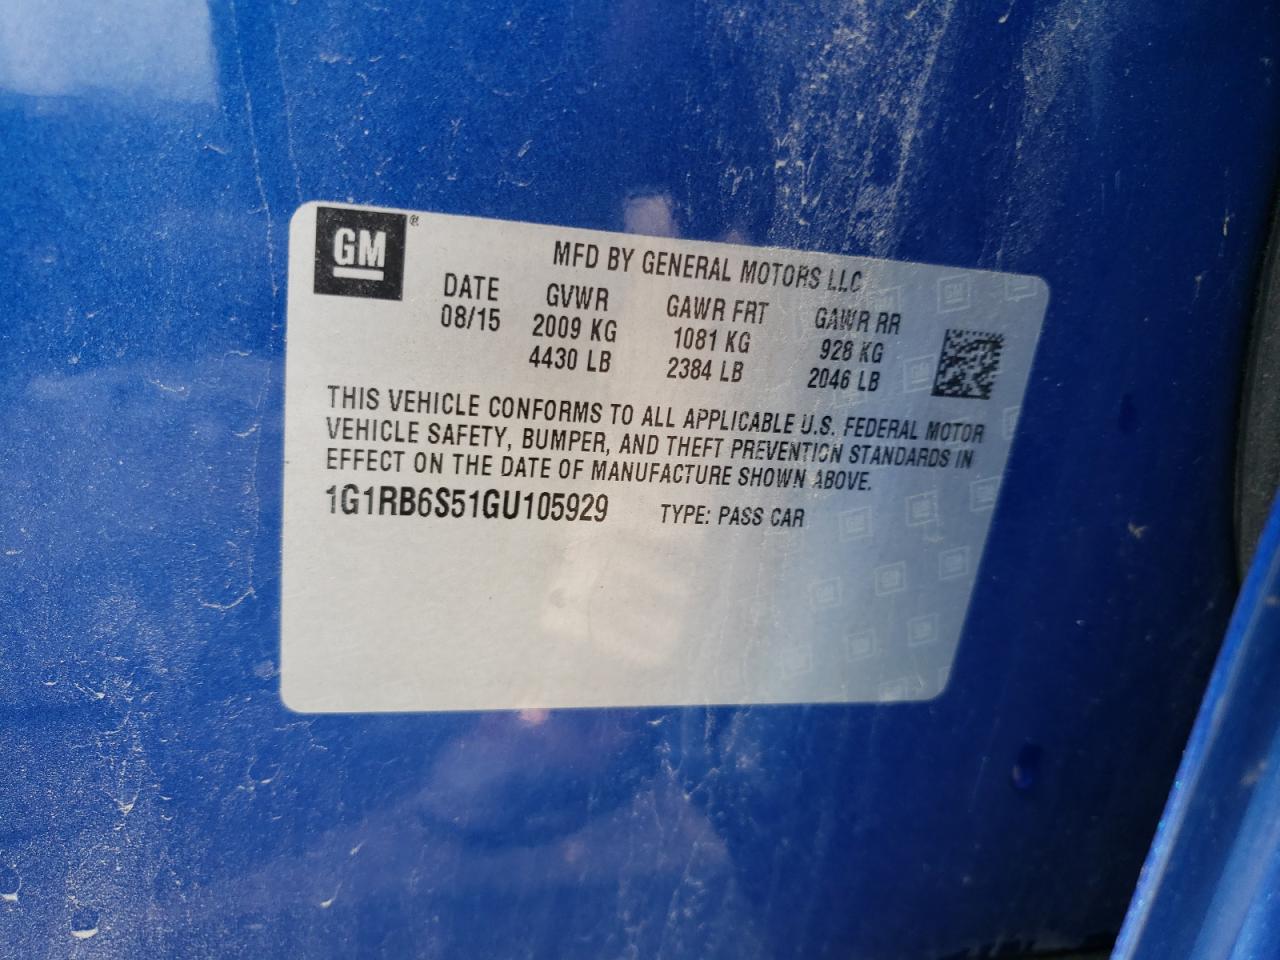 GM®
MFD BY GENERAL MOTORS LLC
DATE GVWR GAWR FRT GAWR RR
08/15 2009 KG 1081 KG 928 KG
4430 LB 2384 LB 2046 LB
THIS VEHICLE CONFORMS TO ALL APPLICABLE U.S. FEDERAL MOTOR
VEHICLE SAFETY, BUMPER, AND THEFT PREVENTION STANDARDS IN
EFFECT ON THE DATE OF MANUFACTURE SHOWN ABOVE.
1G1RB6S51GU105929 TYPE: PASS CAR